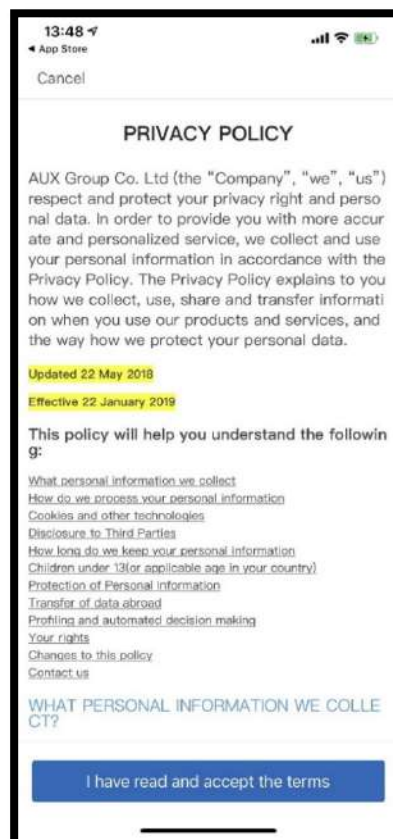 13:48
◀ App Store
Cancel
PRIVACY POLICY
AUX Group Co. Ltd (the “Company”, “we”, “us”)
respect and protect your privacy right and perso
nal data. In order to provide you with more accur
ate and personalized service, we collect and use
your personal information in accordance with the
Privacy Policy. The Privacy Policy explains to you
how we collect, use, share and transfer informati
on when you use our products and services, and
the way how we protect your personal data.
Updated 22 May 2018
Effective 22 January 2019
This policy will help you understand the followin
g:
What personal information we collect
How do we process your personal information
Cookies and other technologies
Disclosure to Third Parties
How long do we keep your personal information
Children under 13(or applicable age in your country)
Protection of Personal Information
Transfer of data abroad
Profiling and automated decision making
Your rights
Changes to this policy
Contact us
WHAT PERSONAL INFORMATION WE COLLE
CT?
I have read and accept the terms